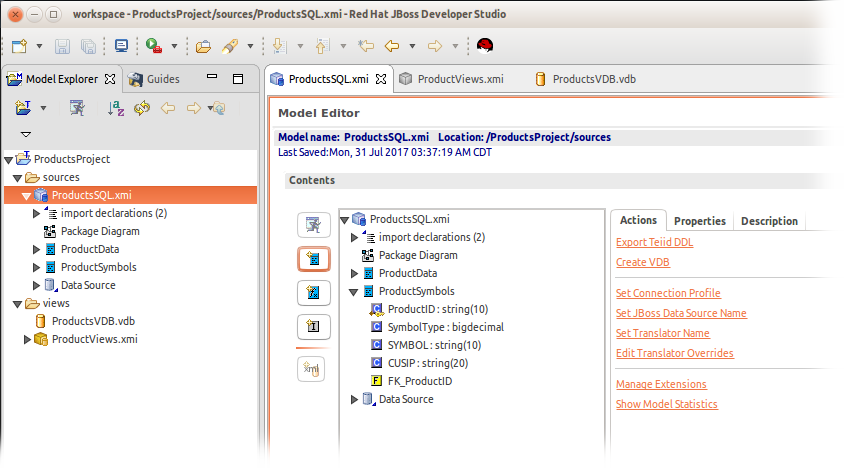 workspace - ProductsProject/sources/ProductsSQL.xmi - Red Hat JBoss Developer Studio
Model Explorer
Guides
ProductsProject
sources
ProductsSQL.xmi
import declarations (2)
Package Diagram
ProductData
ProductSymbols
Data Source
views
ProductsVDB.vdb
ProductViews.xmi
ProductsSQL.xmi
ProductViews.xmi
ProductsVDB.vdb
Model Editor
Model name: ProductsSQL.xmi Location: /ProductsProject/sources
Last Saved:Mon, 31 Jul 2017 03:37:19 AM CDT
Contents
ProductsSQL.xmi
import declarations (2)
Package Diagram
ProductData
ProductSymbols
ProductID : string(10)
SymbolType : bigdecimal
SYMBOL : string(10)
CUSIP : string(20)
FK_ProductID
Data Source
Actions
Properties
Description
Export Teiid DDL
Create VDB
Set Connection Profile
Set JBoss Data Source Name
Set Translator Name
Edit Translator Overrides
Manage Extensions
Show Model Statistics